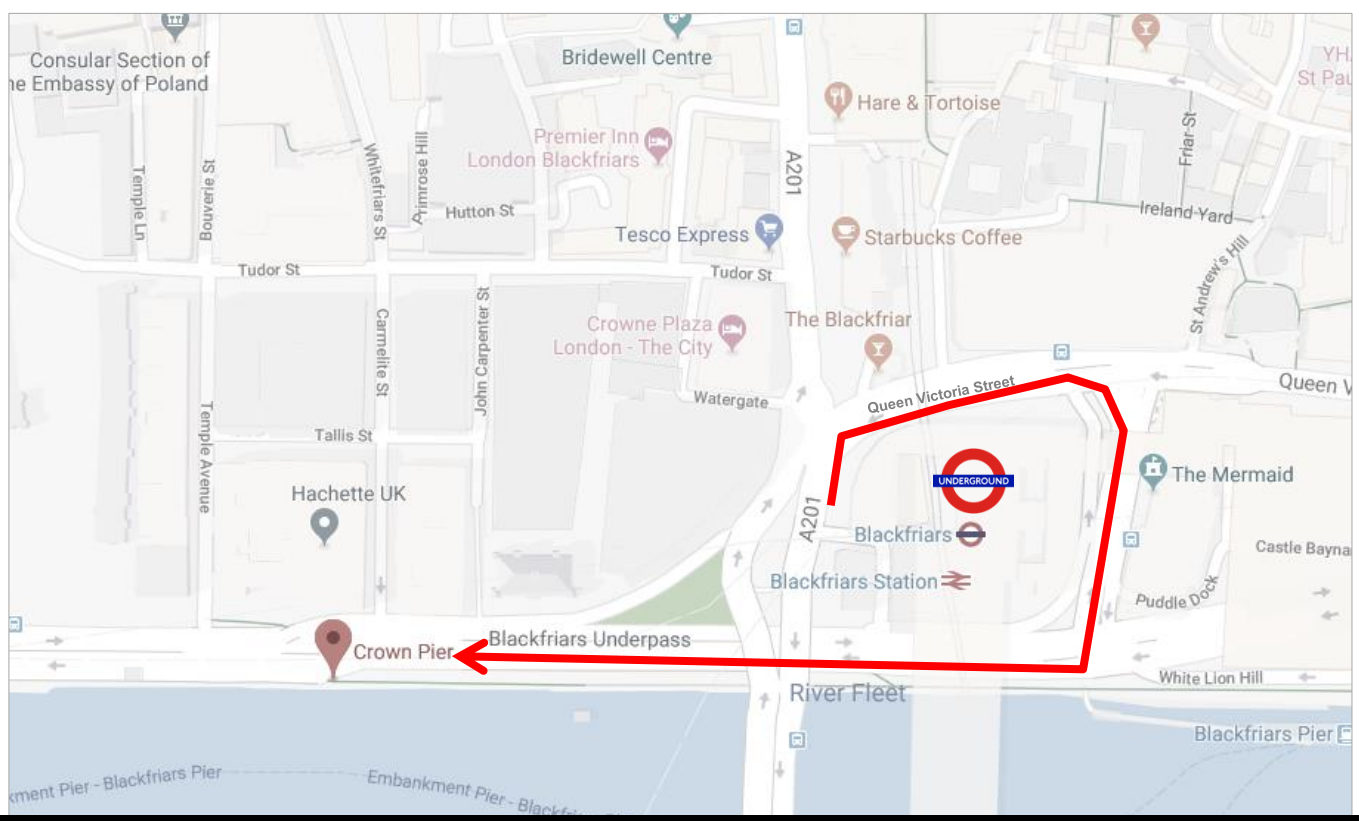 Consular Section of
he Embassy of Poland
Bridewell Centre
YH
St Pau
Hare & Tortoise
Premier Inn
London Blackfriars
A201
Friar St
Temple Ln
Bouverie St
Whitefriars St
Primrose Hill
Hutton St
Ireland Yard
Tesco Express
Starbucks Coffee
St Andrew's Hill
Tudor St
Tudor St
Carmelite St
John Carpenter St
Crowne Plaza
London - The City
The Blackfriar
Queen V
Queen Victoria Street
Watergate
Temple Avenue
Tallis St
The Mermaid
UNDERGROUND
Hachette UK
A201
Blackfriars
Castle Bayna
Blackfriars Station
Puddle Dock
Crown Pier
Blackfriars Underpass
White Lion Hill
River Fleet
Blackfriars Pier
kment Pier - Blackfriars Pier
Embankment Pier - Blackfri